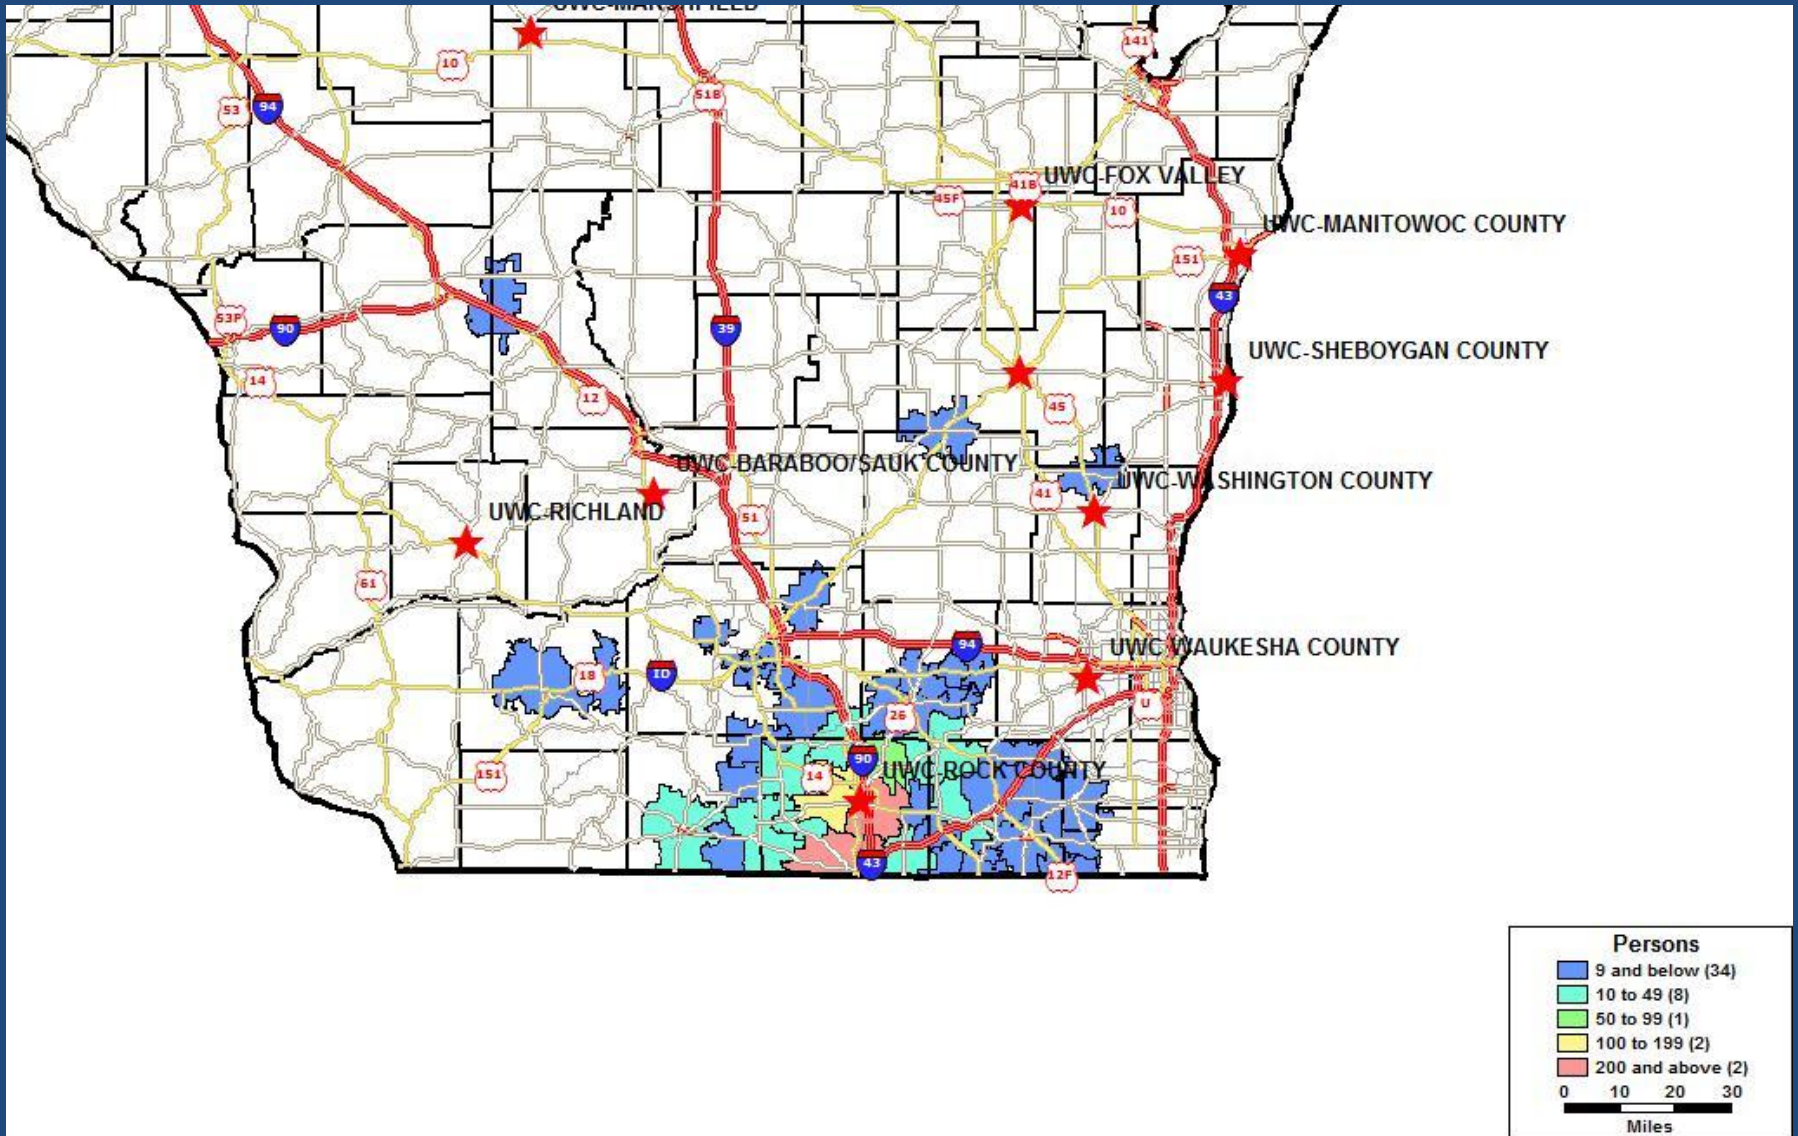 UWC-MARSHFIELD
141
10
53
94
51B
UWC-FOX VALLEY
41B
45F
10
UWC-MANITOWOC COUNTY
151
43
53F
90
39
UWC-SHEBOYGAN COUNTY
14
12
45
UWC-BARABOO/SAUK COUNTY
41
UWC-WASHINGTON COUNTY
UWC-RICHLAND
51
61
94
UWC WAUKESHA COUNTY
18
ID
U
26
90
UWC-ROCK COUNTY
151
14
43
12F
Persons
9 and below (34)
10 to 49 (8)
50 to 99 (1)
100 to 199 (2)
200 and above (2)
0 10 20 30
Miles